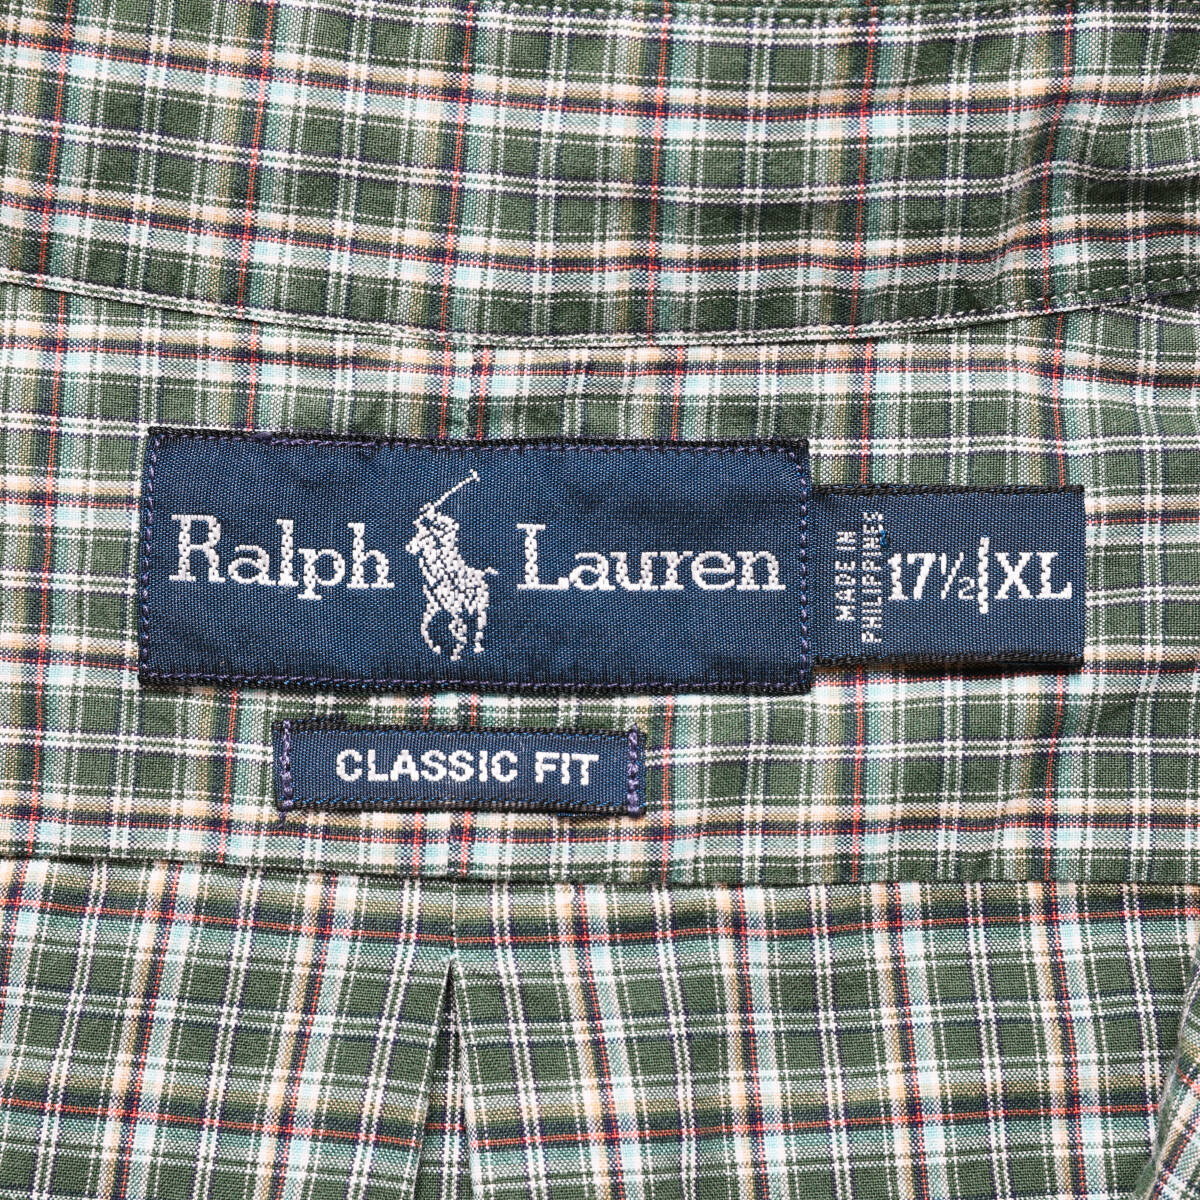 Ralph Lauren
MADE IN
PHILIPPINES
17½|XL
CLASSIC FIT